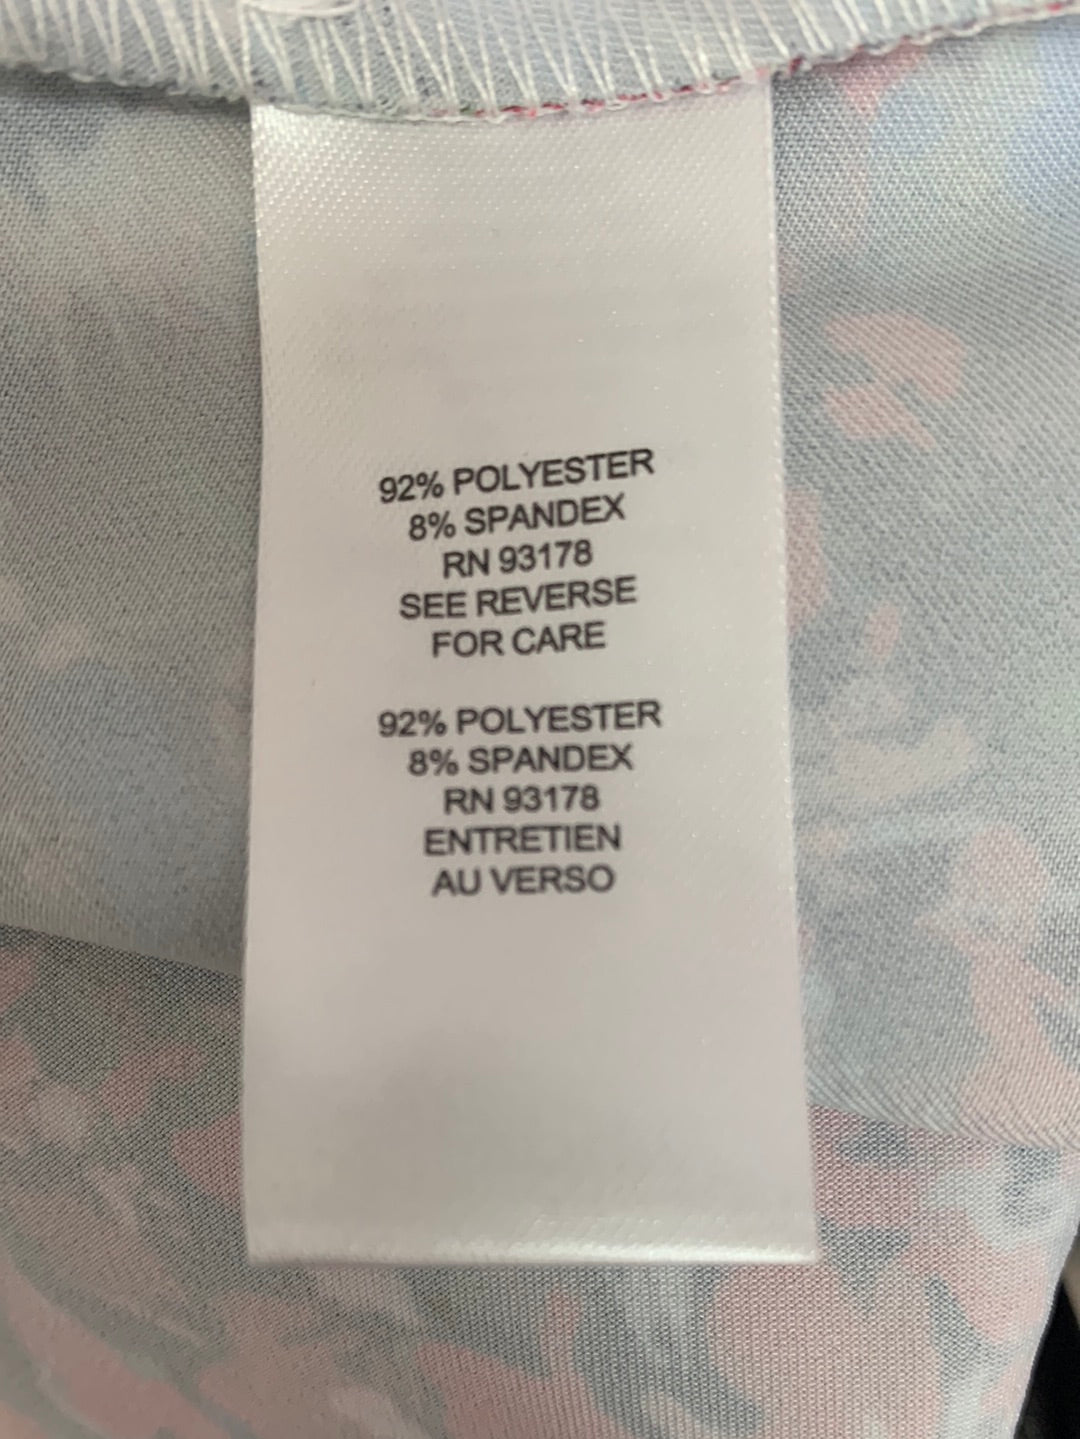 92% POLYESTER
8% SPANDEX
RN 93178
SEE REVERSE
FOR CARE
92% POLYESTER
8% SPANDEX
RN 93178
ENTRETIEN
AU VERSO